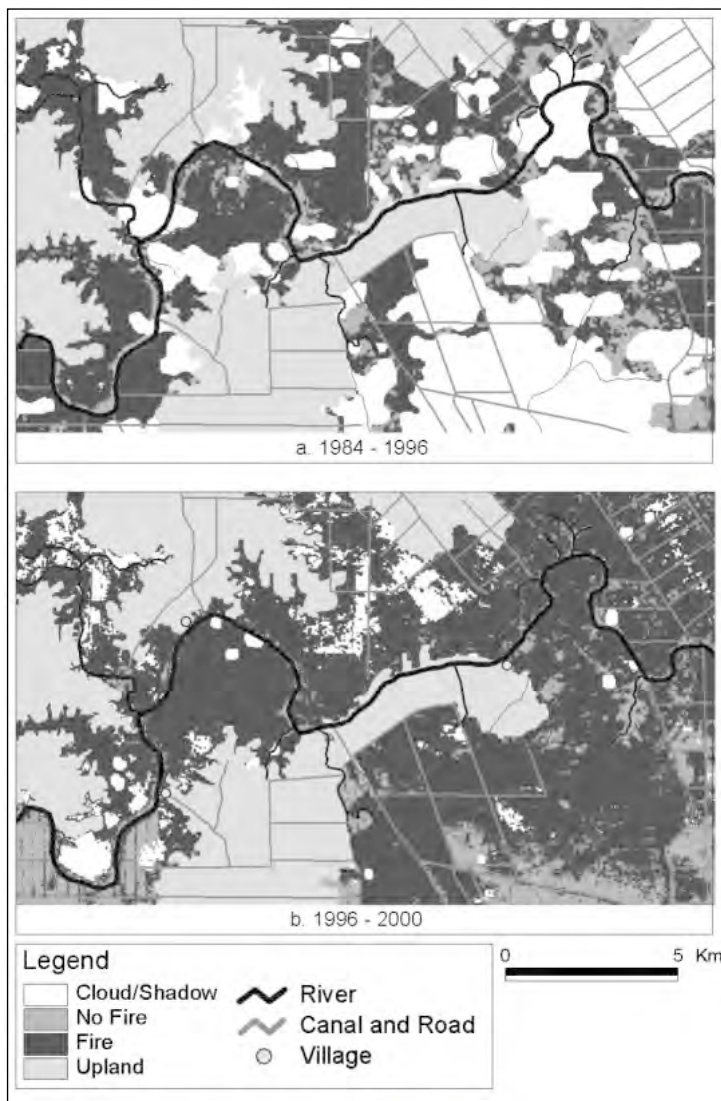 a. 1984 - 1996
b. 1996 - 2000
Legend
Cloud/Shadow
No Fire
Fire
Upland
River
Canal and Road
Village
0 5 Km